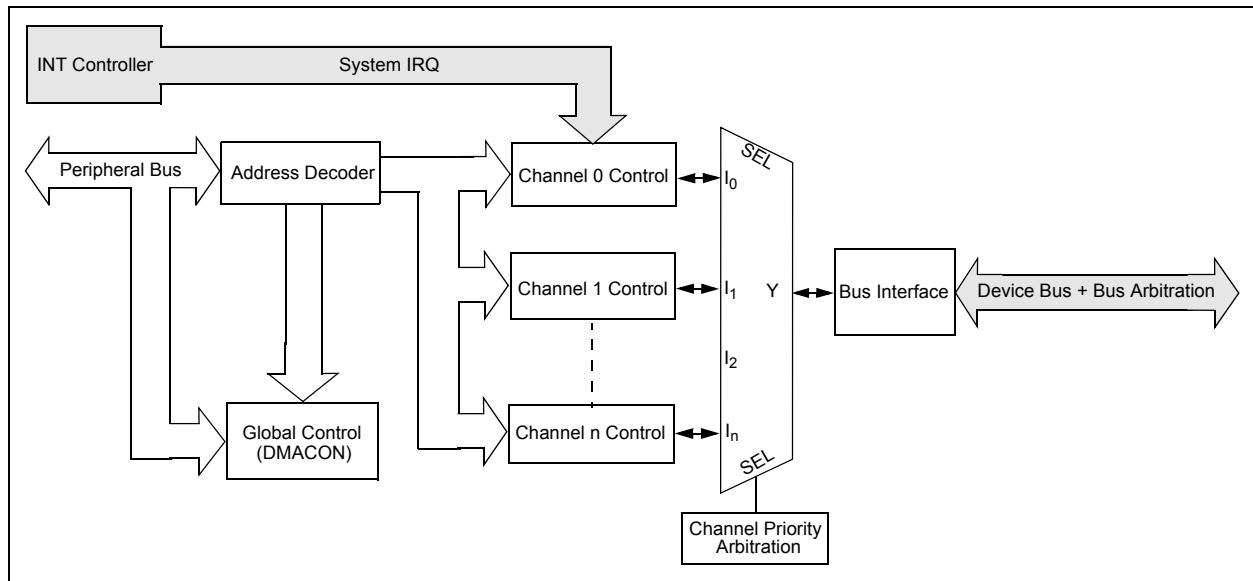 INT Controller
System IRQ
Peripheral Bus
Address Decoder
Channel 0 Control
SEL
I0
Channel 1 Control
I1
Y
Bus Interface
Device Bus + Bus Arbitration
I2
Global Control
(DMACON)
Channel n Control
In
SEL
Channel Priority
Arbitration